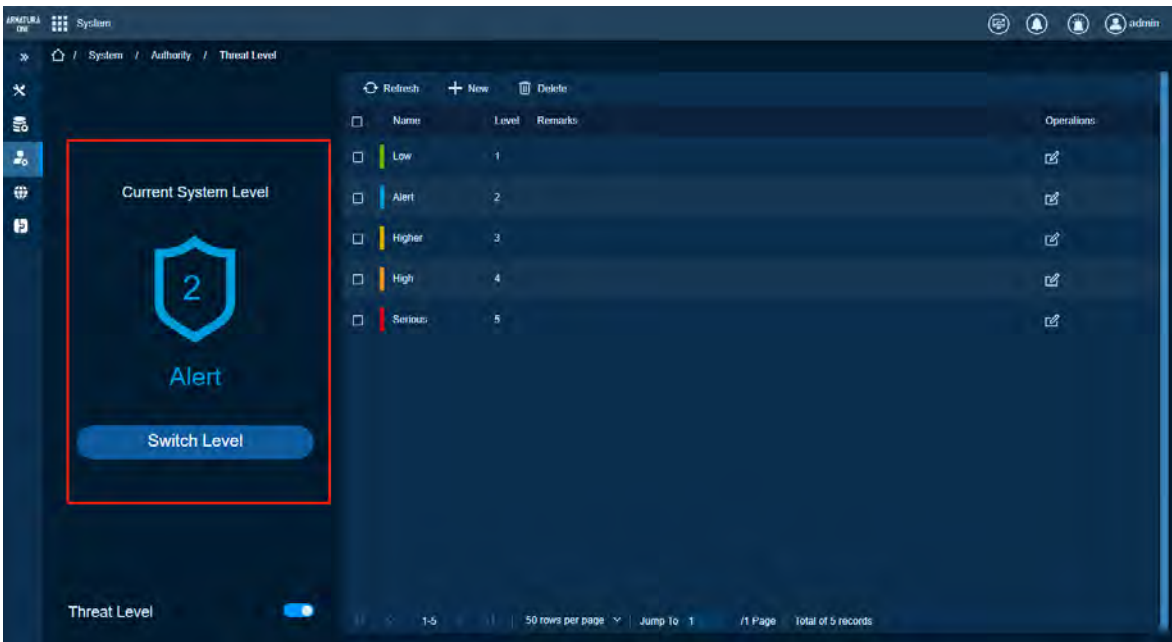 ARMATURA
ONE
System
admin
/ System / Authority / Threat Level
Refresh New Delete
Name Level Remarks Operations
Low 1
Alert 2
Higher 3
High 4
Serious 5
Current System Level
2
Alert
Switch Level
Threat Level
1-5 50 rows per page Jump To 1 /1 Page Total of 5 records